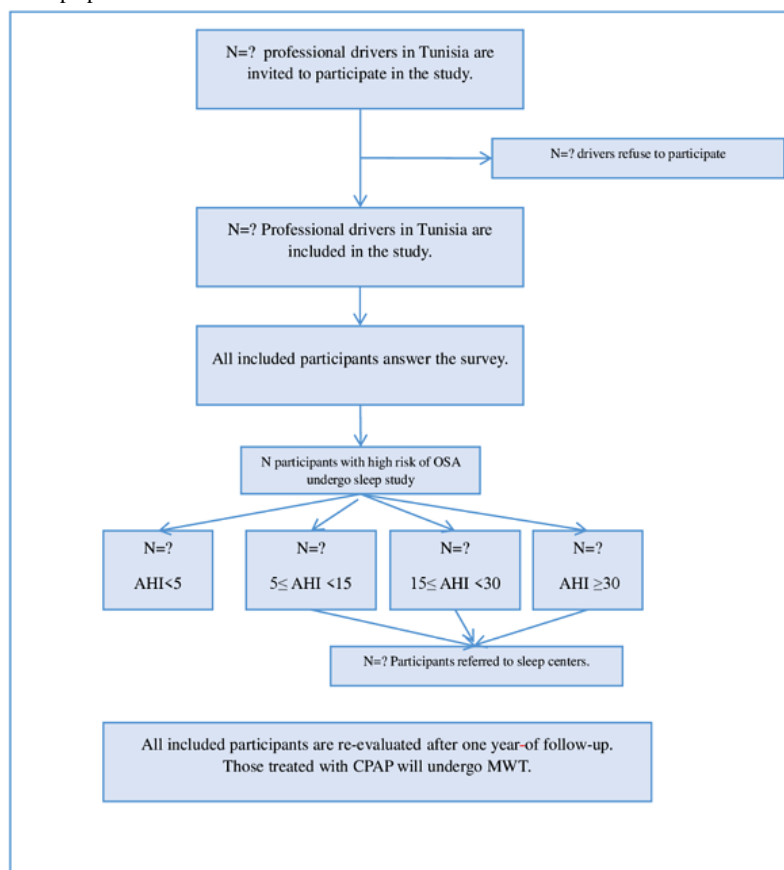 N=? professional drivers in Tunisia are
invited to participate in the study.
N=? drivers refuse to participate
N=? Professional drivers in Tunisia are
included in the study.
All included participants answer the survey.
N participants with high risk of OSA
undergo sleep study
N=?
AHI<5
N=?
5≤ AHI <15
N=?
15≤ AHI <30
N=?
AHI ≥30
N=? Participants referred to sleep centers.
All included participants are re-evaluated after one year-of follow-up.
Those treated with CPAP will undergo MWT.